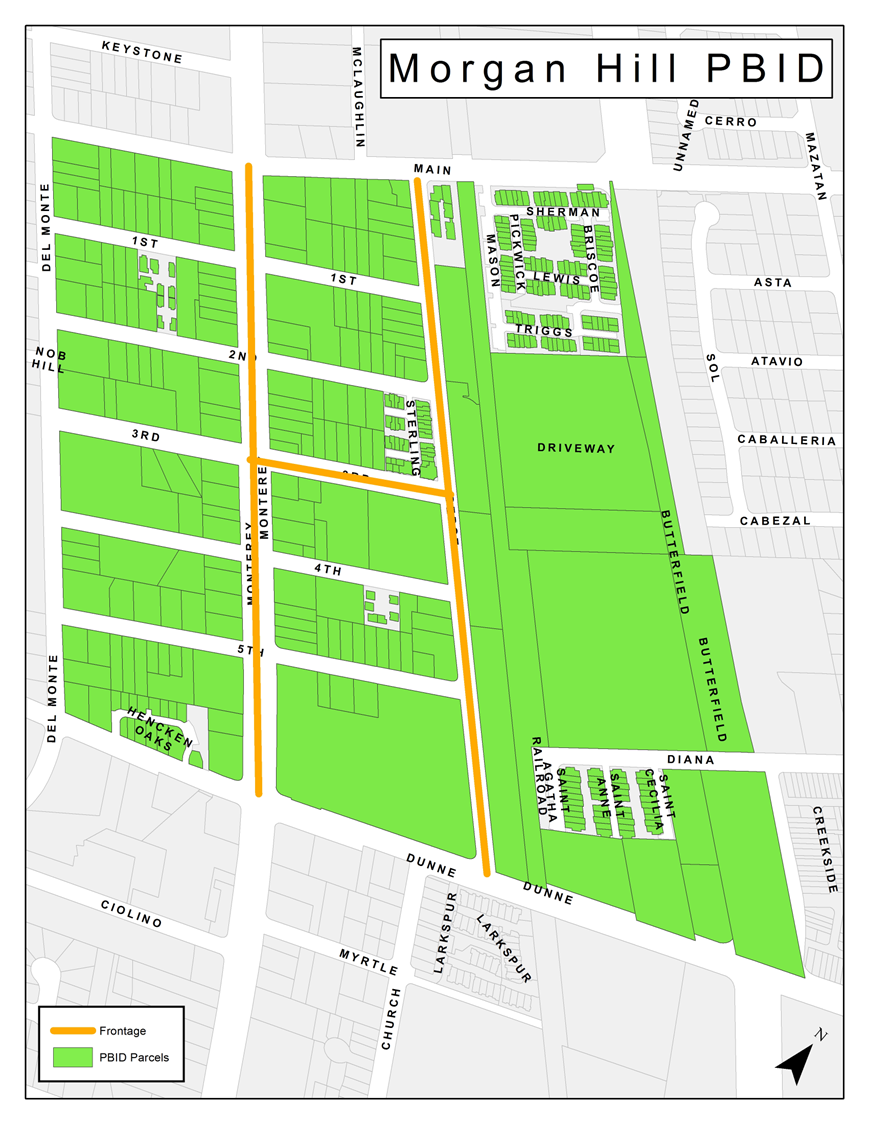 Morgan Hill PBID
KEYSTONE
MCLAUGHLIN
UNNAMED
CERRO
MAZATAN
MAIN
DEL MONTE
SHERMAN
PICKWICK
BRISCOE
MASON
1ST
1ST
LEWIS
ASTA
TRIGGS
2ND
NOB
HILL
SOL
ATAVIO
STERLING
3RD
CABALLERIA
DRIVEWAY
3RD
MONTEREY
CABEZAL
BUTTERFIELD
MONTEREY
4TH
BUTTERFIELD
5TH
DEL MONTE
HENCKEN
OAKS
DIANA
RAILROAD
AGATHA
SAINT
ANNE
SAINT
CECILIA
SAINT
CREEKSIDE
DUNNE
DUNNE
CIOLINO
LARKSPUR
LARKSPUR
MYRTLE
CHURCH
Frontage
PBID Parcels
N